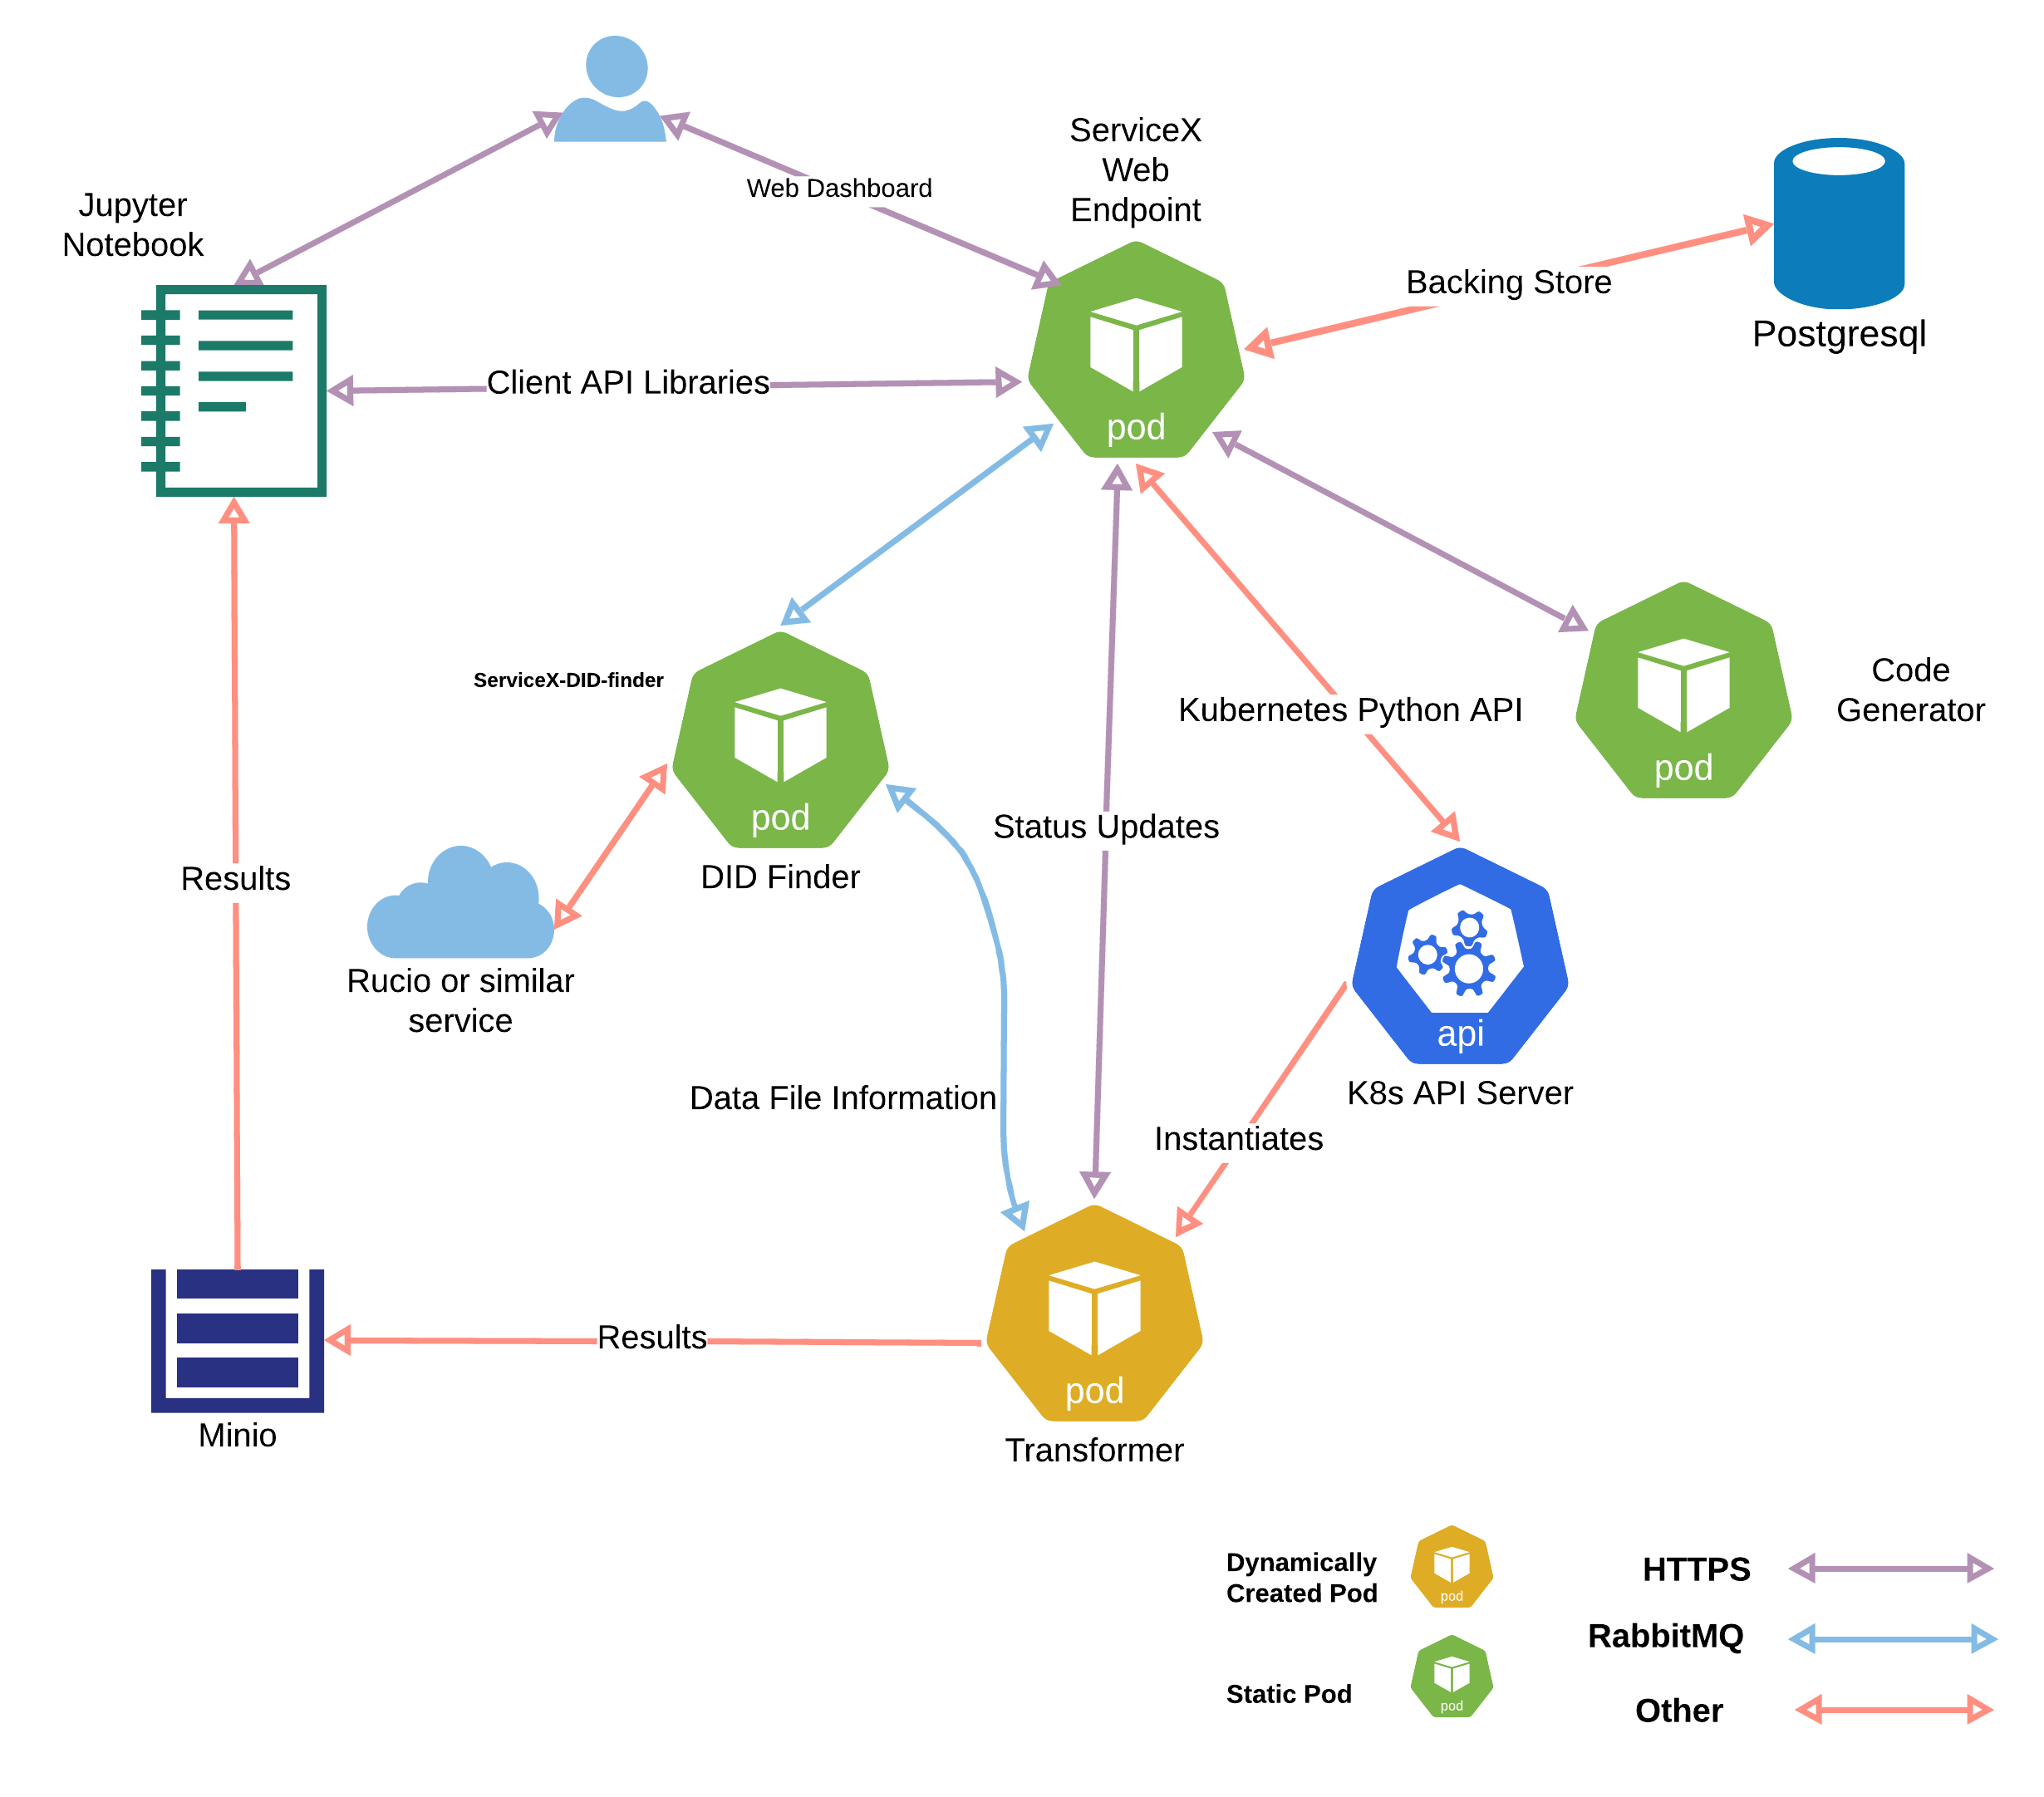 ServiceX
Web
Endpoint
Web Dashboard
Jupyter
Notebook
Backing Store
Postgresql
Client API Libraries
pod
ServiceX-DID-finder
Code
Generator
Kubernetes Python API
pod
pod
Status Updates
DID Finder
Results
Rucio or similar
service
api
K8s API Server
Data File Information
Instantiates
Results
pod
Minio
Transformer
Dynamically
Created Pod
pod
HTTPS
RabbitMQ
Static Pod
pod
Other